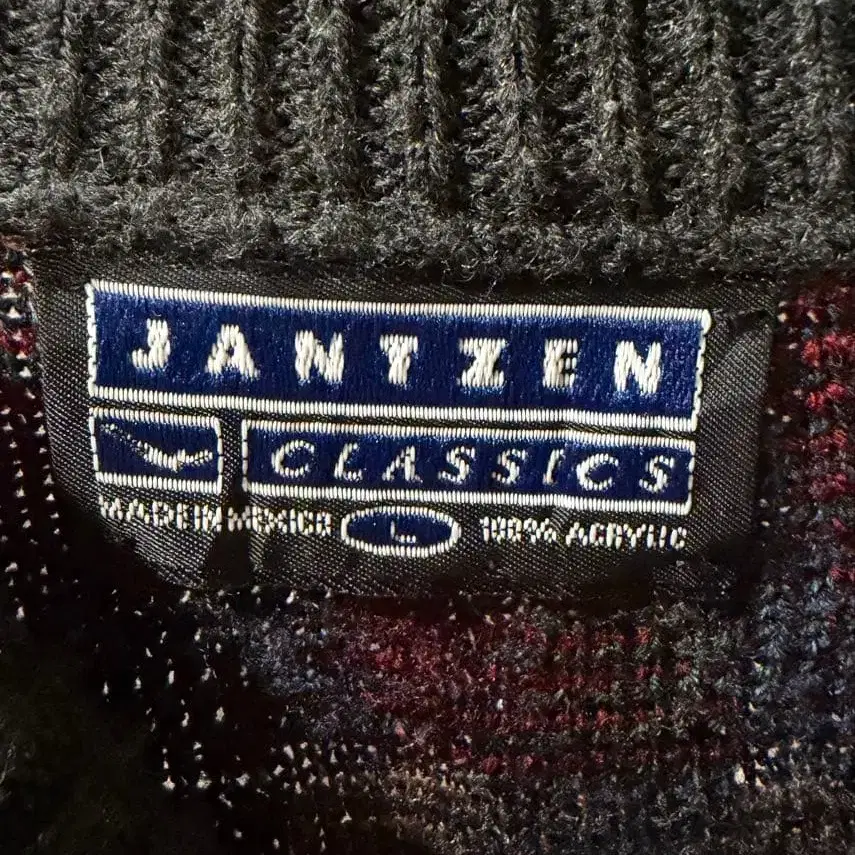 JANTZEN
CLASSICS
MADE IN MEXICO L 100% ACRYLIC